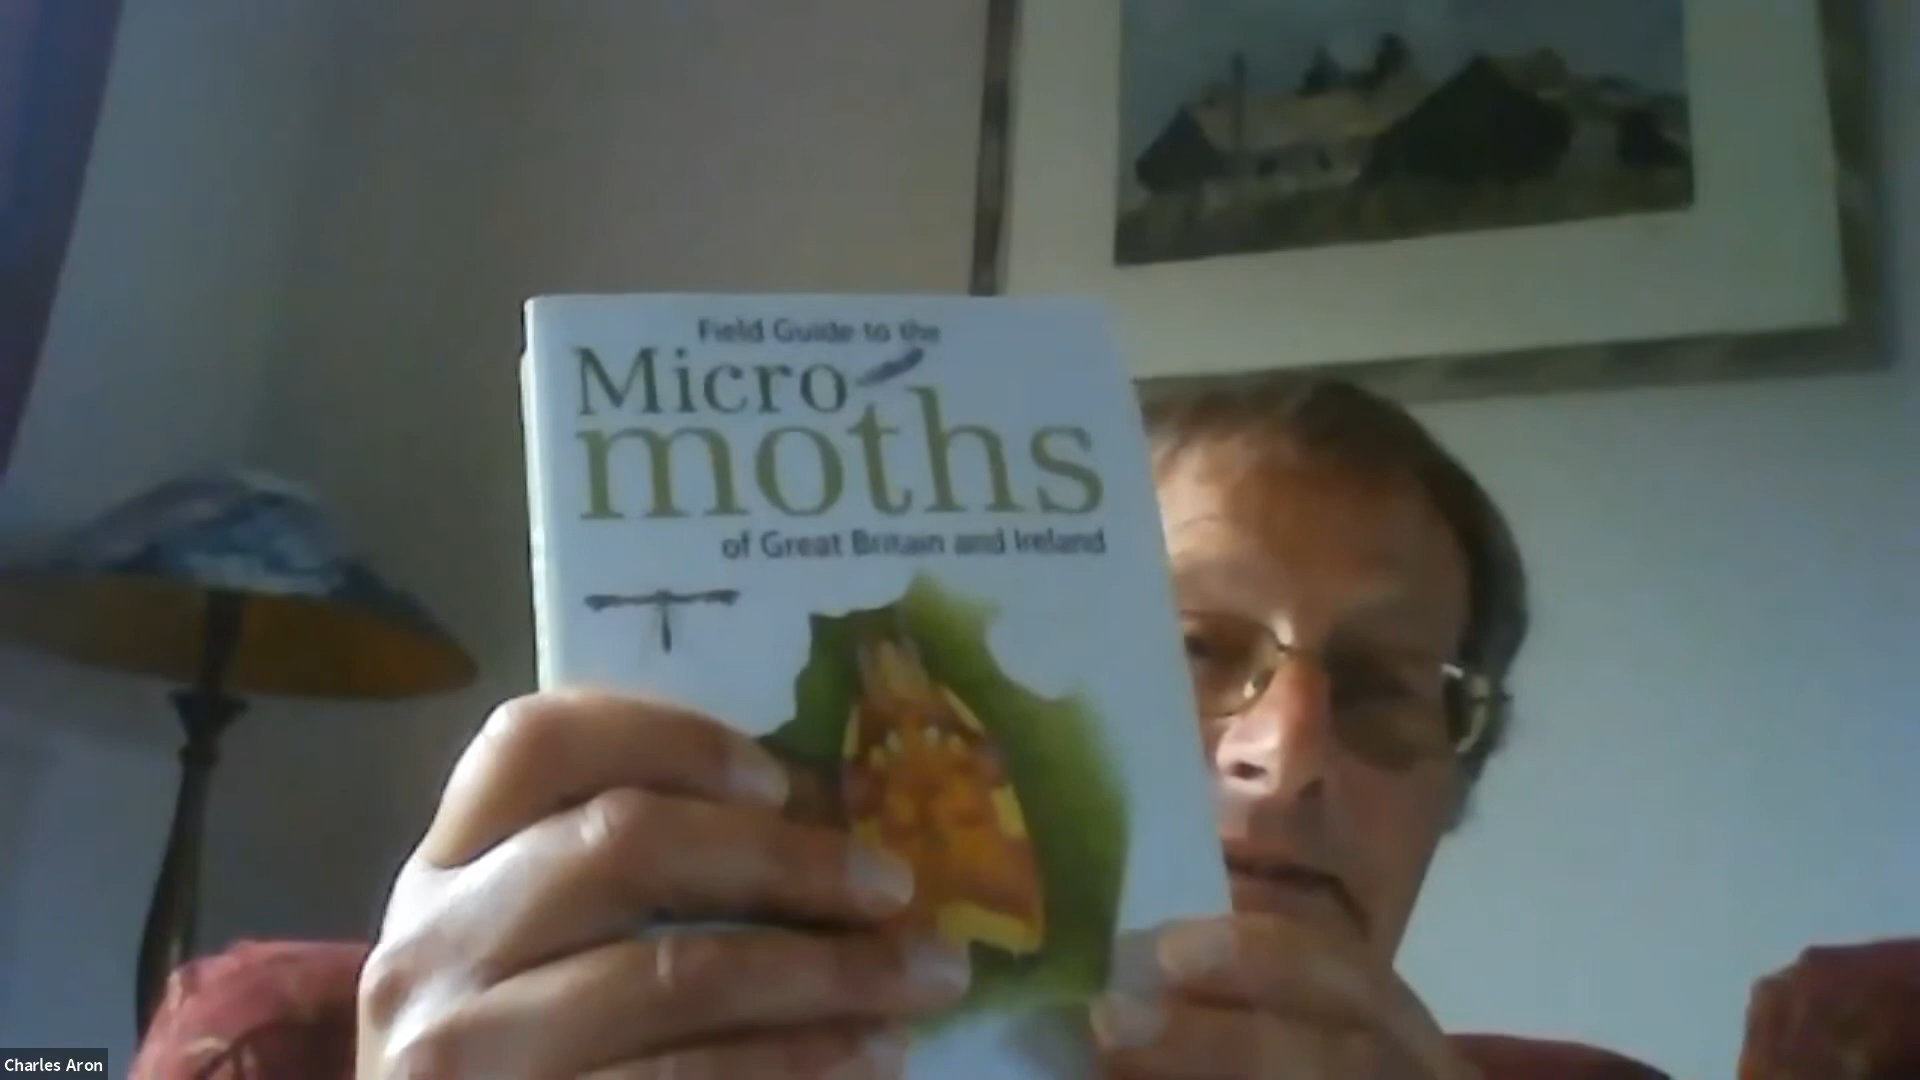 Field Guide to the
Micro
moths
of Great Britain and Ireland
Charles Aron